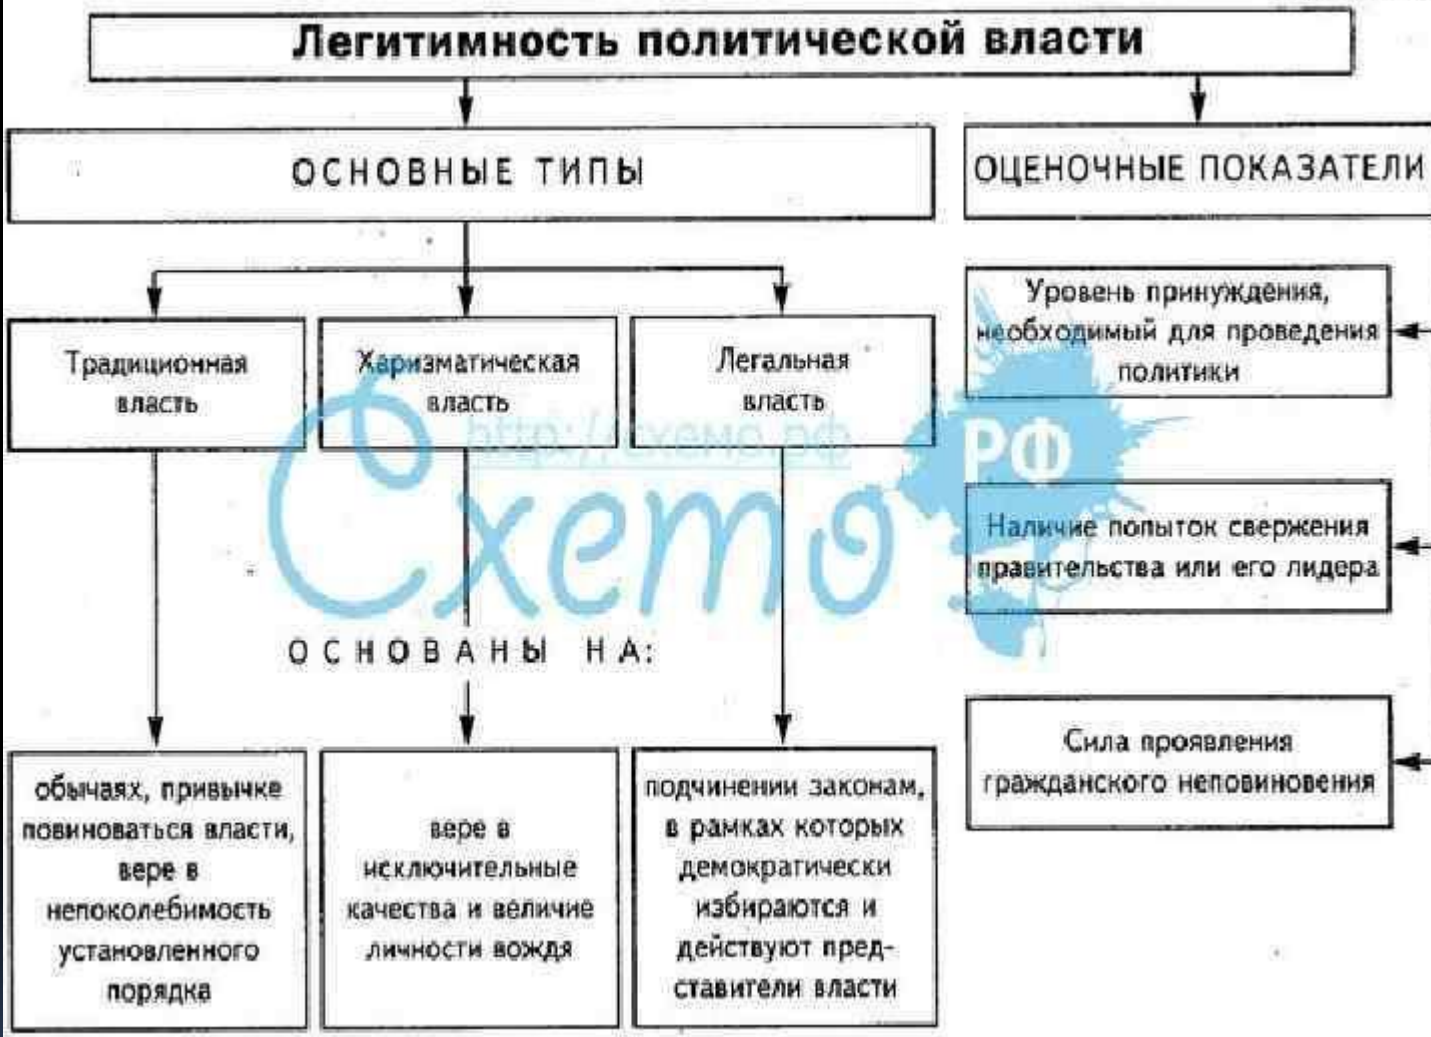 Легитимность политической власти
ОСНОВНЫЕ ТИПЫ
ОЦЕНОЧНЫЕ ПОКАЗАТЕЛИ
Традиционная
власть
Харизматическая
власть
Легальная
власть
Уровень принуждения,
необходимый для проведения
политики
http://схемо.рф
Схемо
РФ
Наличие попыток свержения
правительства или его лидера
ОСНОВАНЫ НА:
Сила проявления
гражданского неповиновения
обычаях, привычке
повиноваться власти,
вере в
непоколебимость
установленного
порядка
вере в
исключительные
качества и величие
личности вождя
подчинении законам,
в рамках которых
демократически
избираются и
действуют пред-
ставители власти